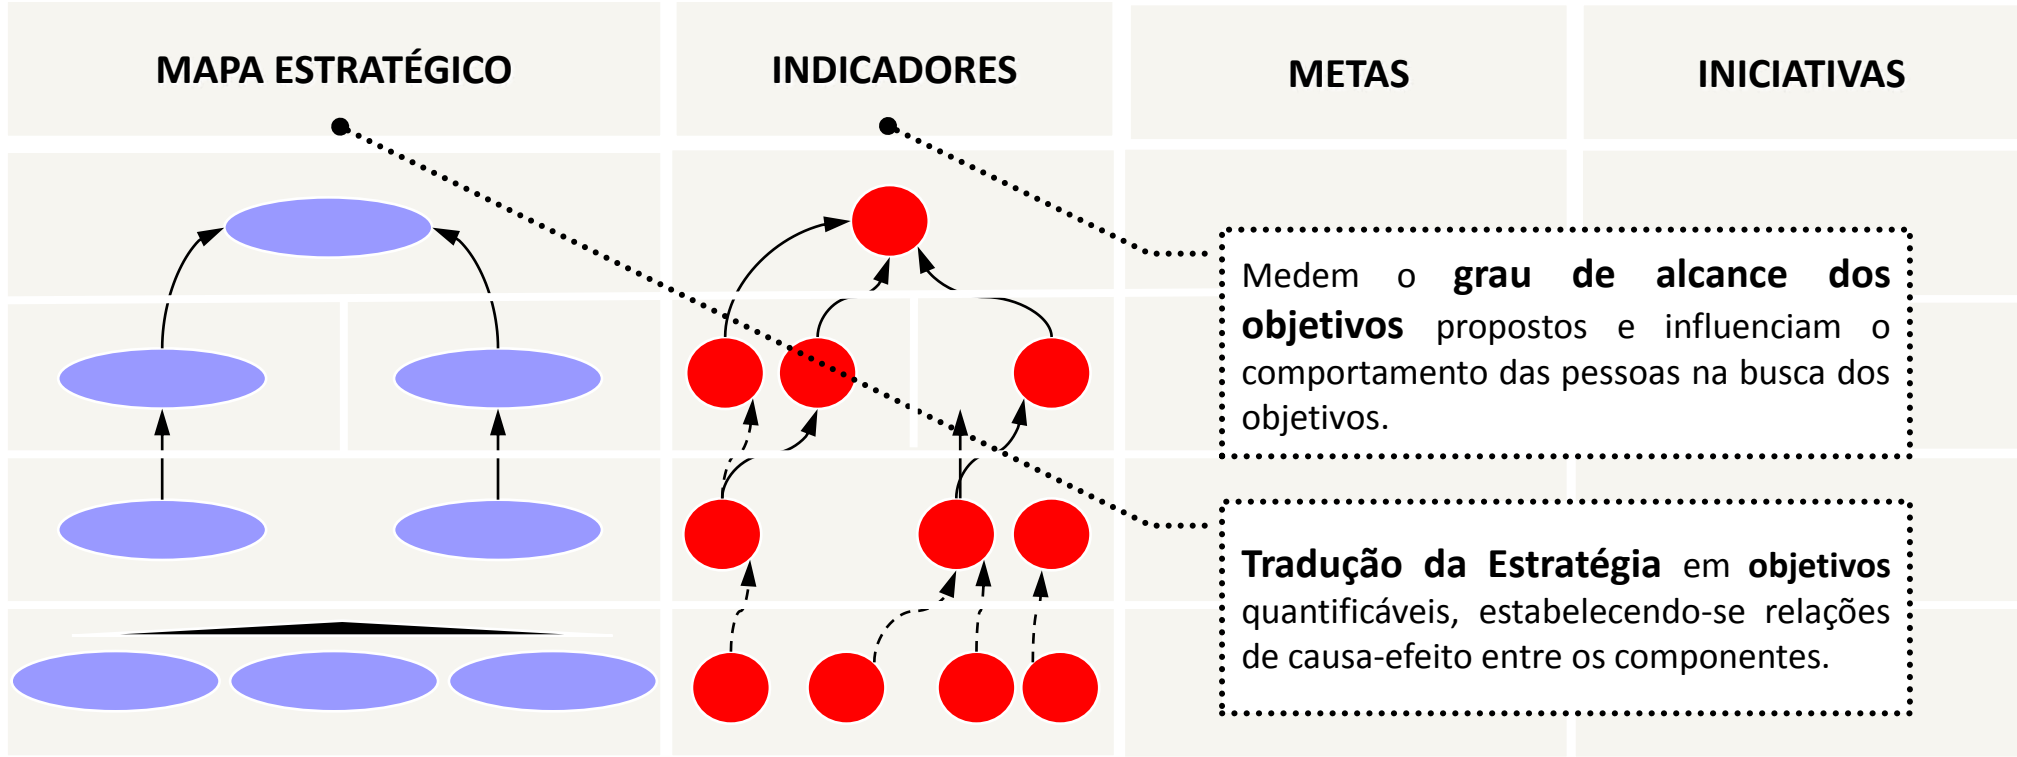 MAPA ESTRATÉGICO
INDICADORES
METAS
INICIATIVAS
Medem o grau de alcance dos
objetivos propostos e influenciam o
comportamento das pessoas na busca dos
objetivos.
Tradução da Estratégia em objetivos
quantificáveis, estabelecendo-se relações
de causa-efeito entre os componentes.